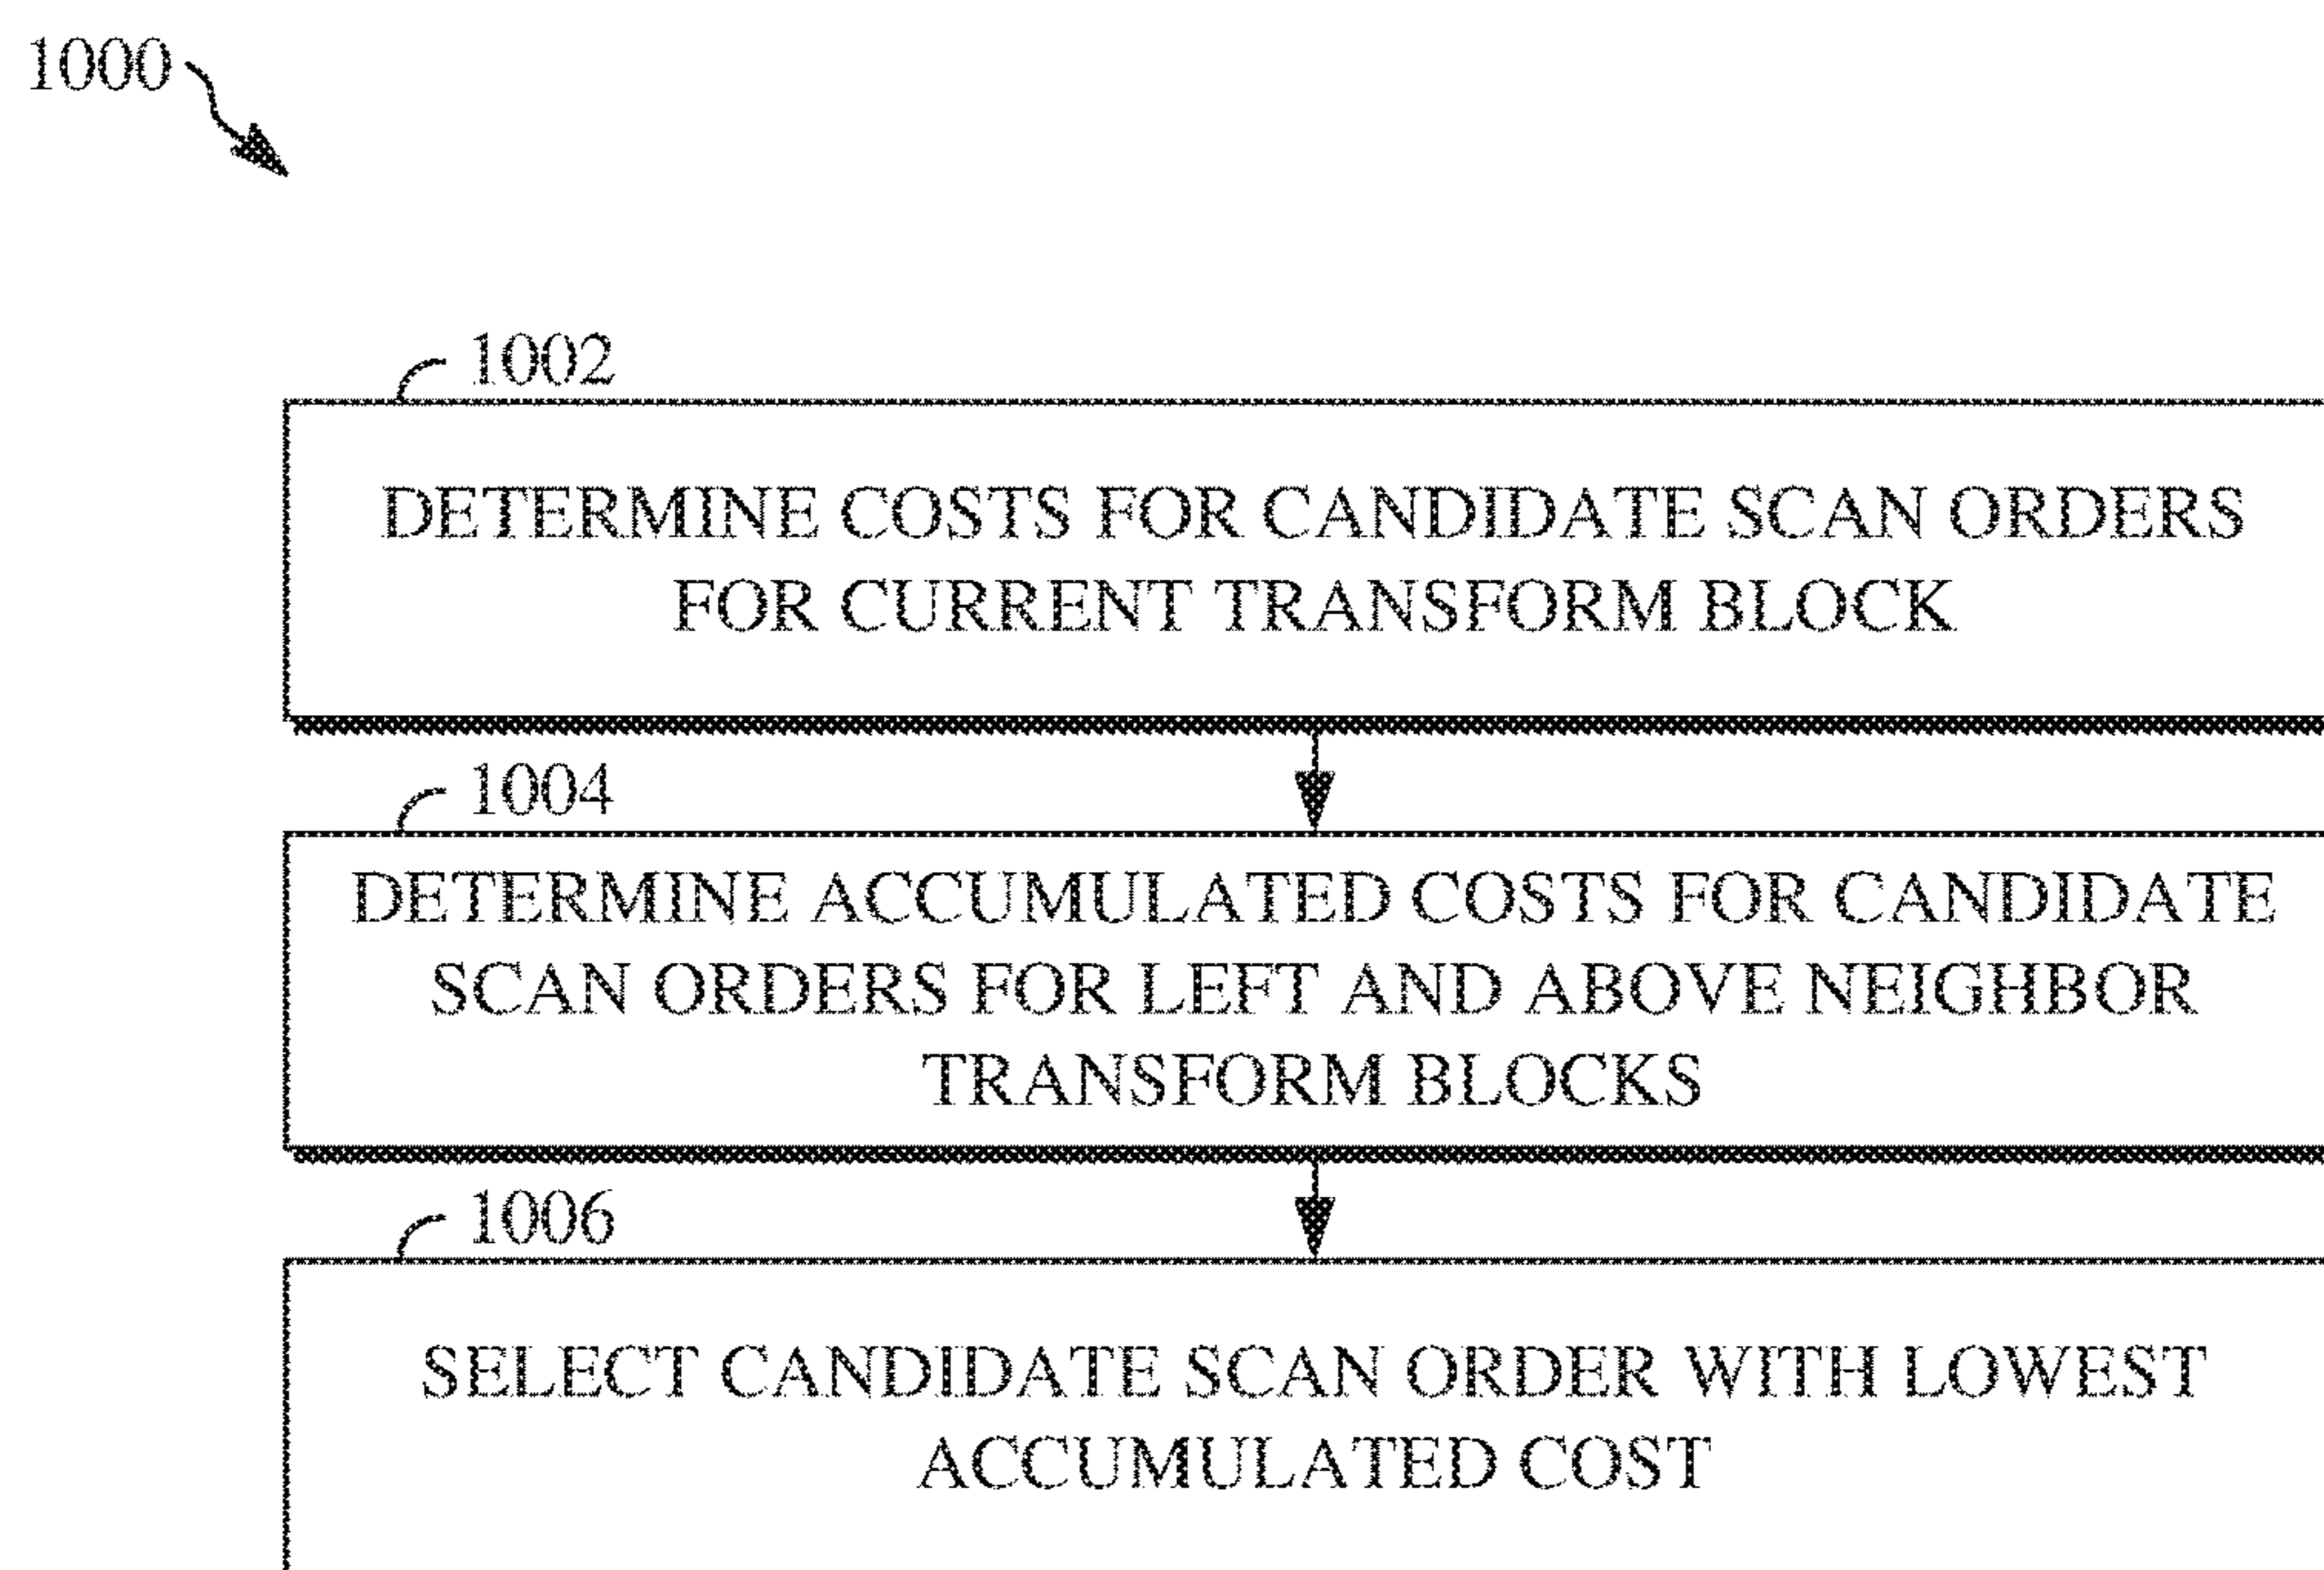 1000
1002
DETERMINE COSTS FOR CANDIDATE SCAN ORDERS
FOR CURRENT TRANSFORM BLOCK
1004
DETERMINE ACCUMULATED COSTS FOR CANDIDATE
SCAN ORDERS FOR LEFT AND ABOVE NEIGHBOR
TRANSFORM BLOCKS
1006
SELECT CANDIDATE SCAN ORDER WITH LOWEST
ACCUMULATED COST